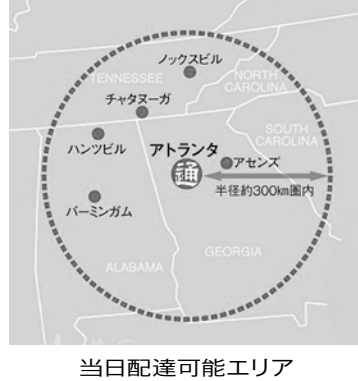 ノックスビル
TENNESSEE
NORTH
CAROLINA
チャタヌーガ
SOUTH
CAROLINA
ハンツビル
アトランタ
アセンズ
通
半径約300km圏内
バーミンガム
GEORGIA
ALABAMA
当日配達可能エリア